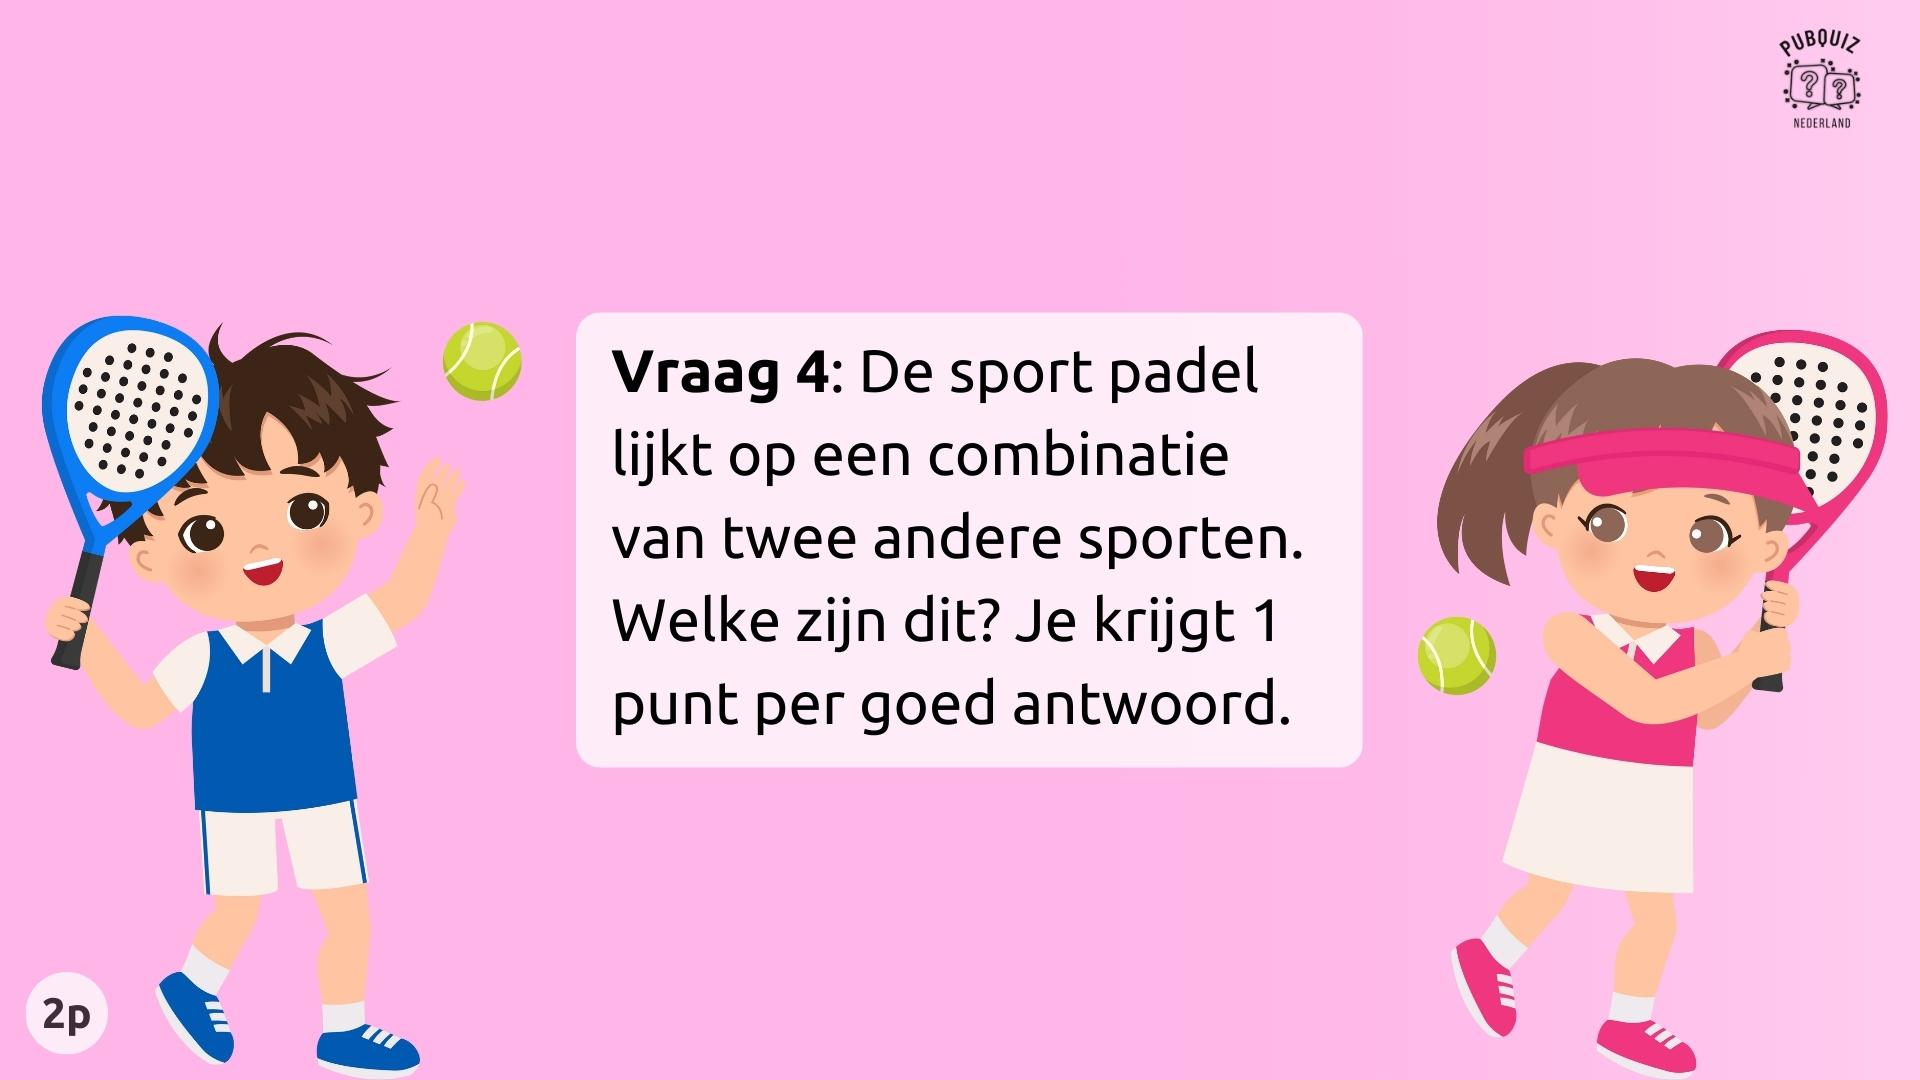 PUBQUIZ
? ?
NEDERLAND
Vraag 4: De sport padel
lijkt op een combinatie
van twee andere sporten.
Welke zijn dit? Je krijgt 1
punt per goed antwoord.
2p